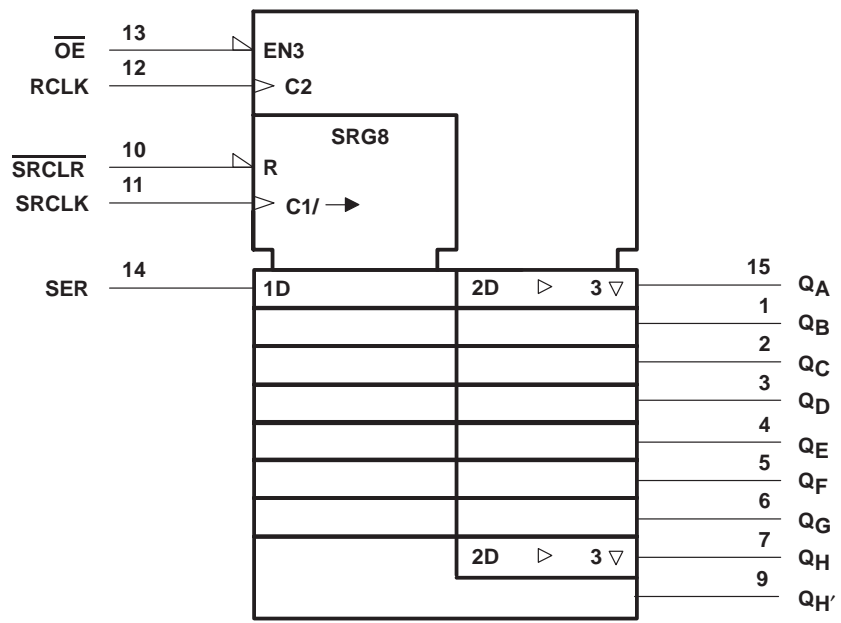 OE 13 EN3
RCLK 12 C2
SRG8
SRCLR 10 R
SRCLK 11 C1/
SER 14 1D 2D 3 15 QA
1 QB
2 QC
3 QD
4 QE
5 QF
6 QG
2D 3 7 QH
9 QH′